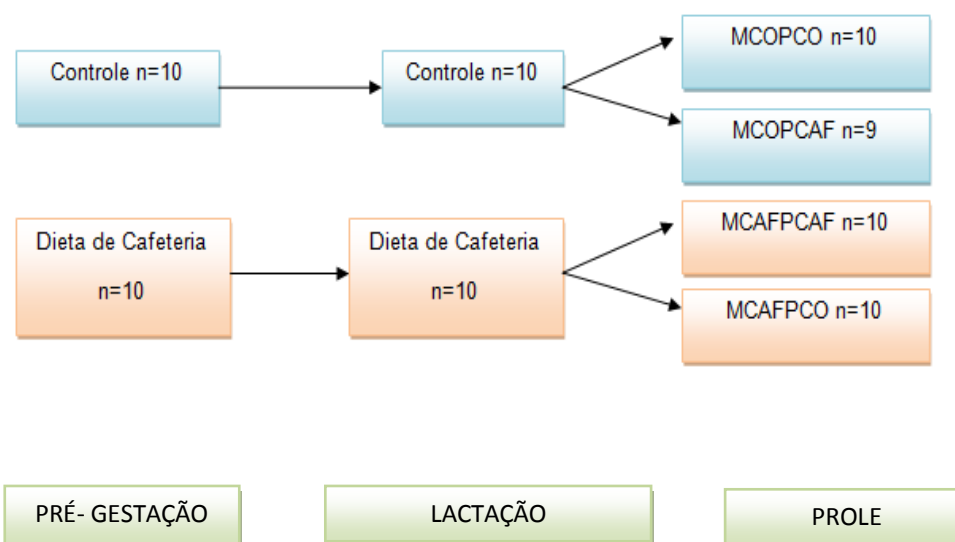 Controle n=10
Controle n=10
MCOPCO n=10
MCOPCAF n=9
Dieta de Cafeteria
n=10
Dieta de Cafeteria
n=10
MCAFPCAF n=10
MCAFPCO n=10
PRÉ- GESTAÇÃO
LACTAÇÃO
PROLE